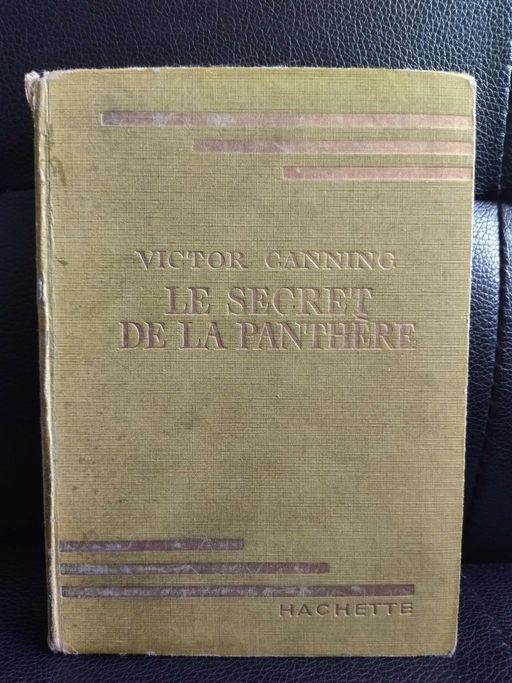 VICTOR CANNING
LE SECRET
DE LA PANTHÈRE
HACHETTE